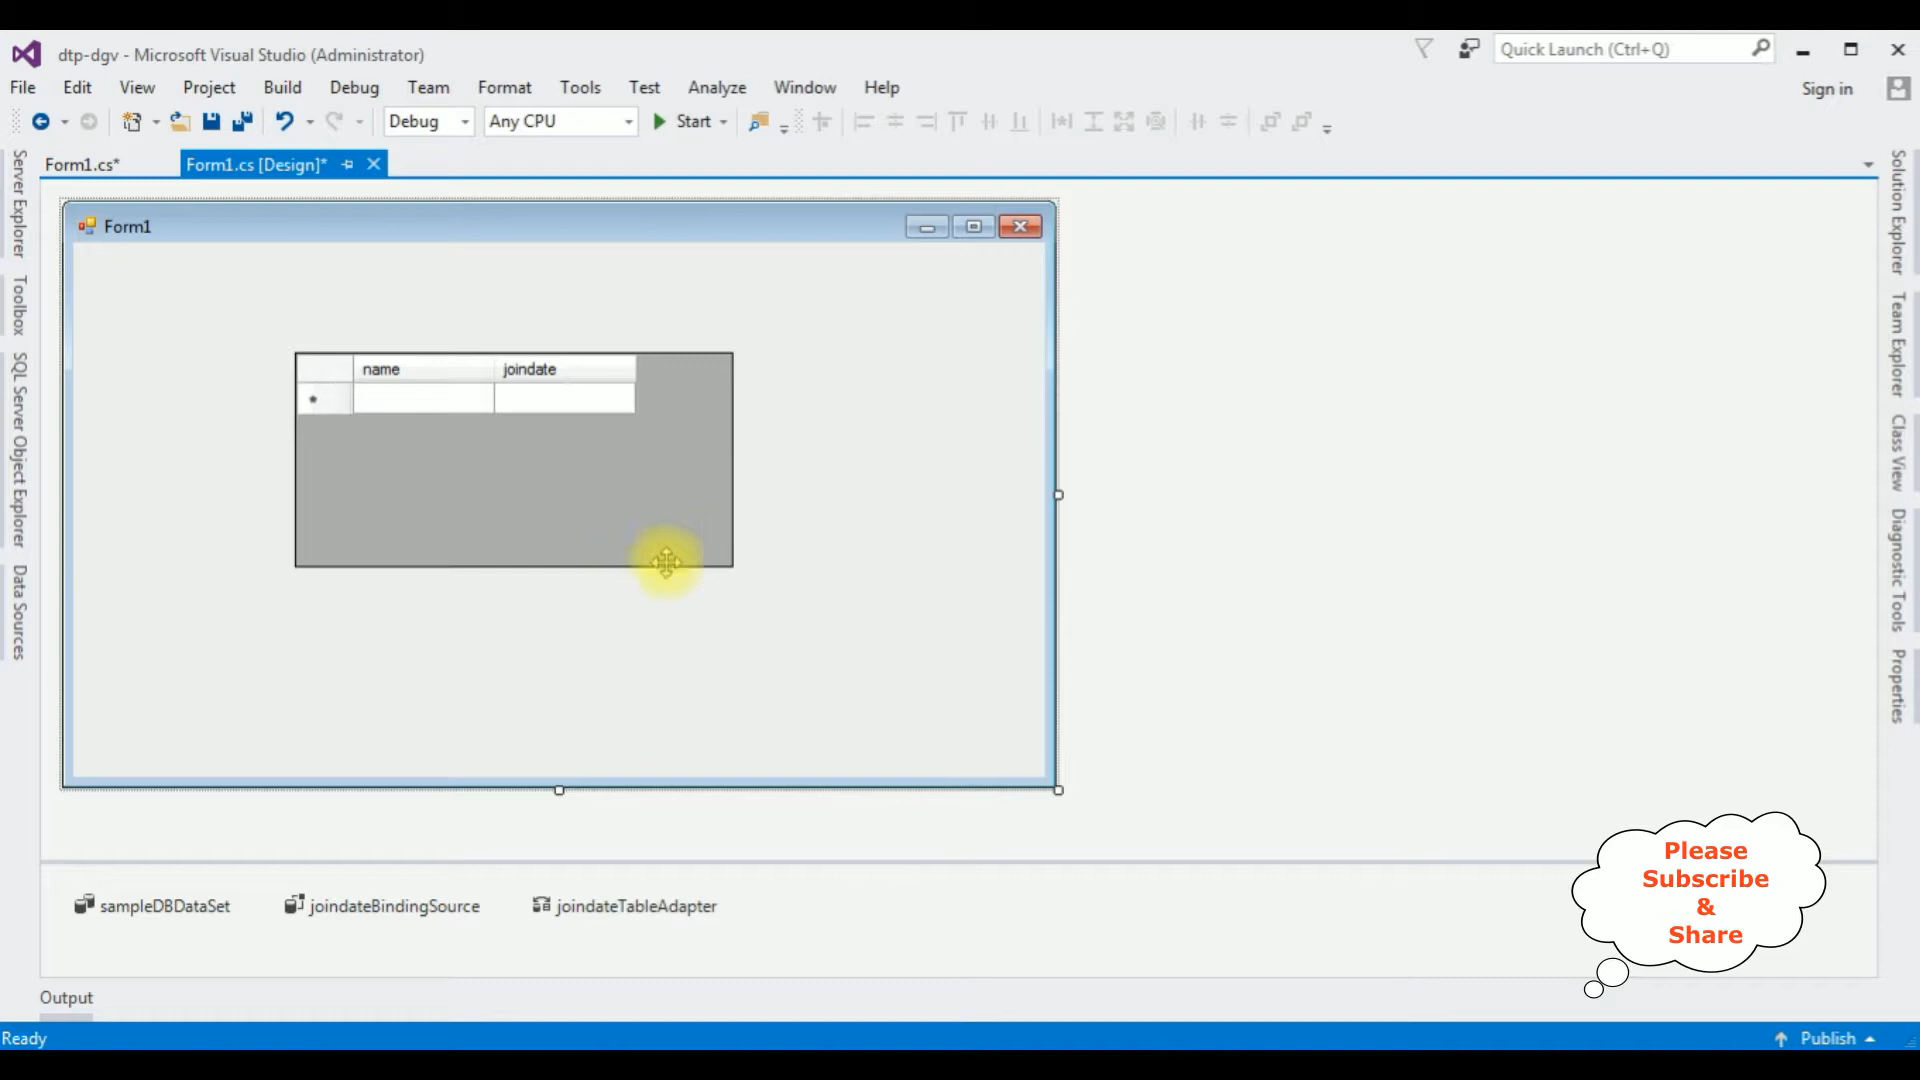 dtp-dgv - Microsoft Visual Studio (Administrator)
Quick Launch (Ctrl+Q)
File Edit View Project Build Debug Team Format Tools Test Analyze Window Help
Sign in
Debug Any CPU Start
Form1.cs* Form1.cs [Design]*
Server Explorer
Toolbox
SQL Server Object Explorer
Data Sources
Form1
name joindate
Solution Explorer
Team Explorer
Class View
Diagnostic Tools
Properties
sampleDBDataSet joindateBindingSource joindateTableAdapter
Please
Subscribe
&
Share
Output
Ready
Publish